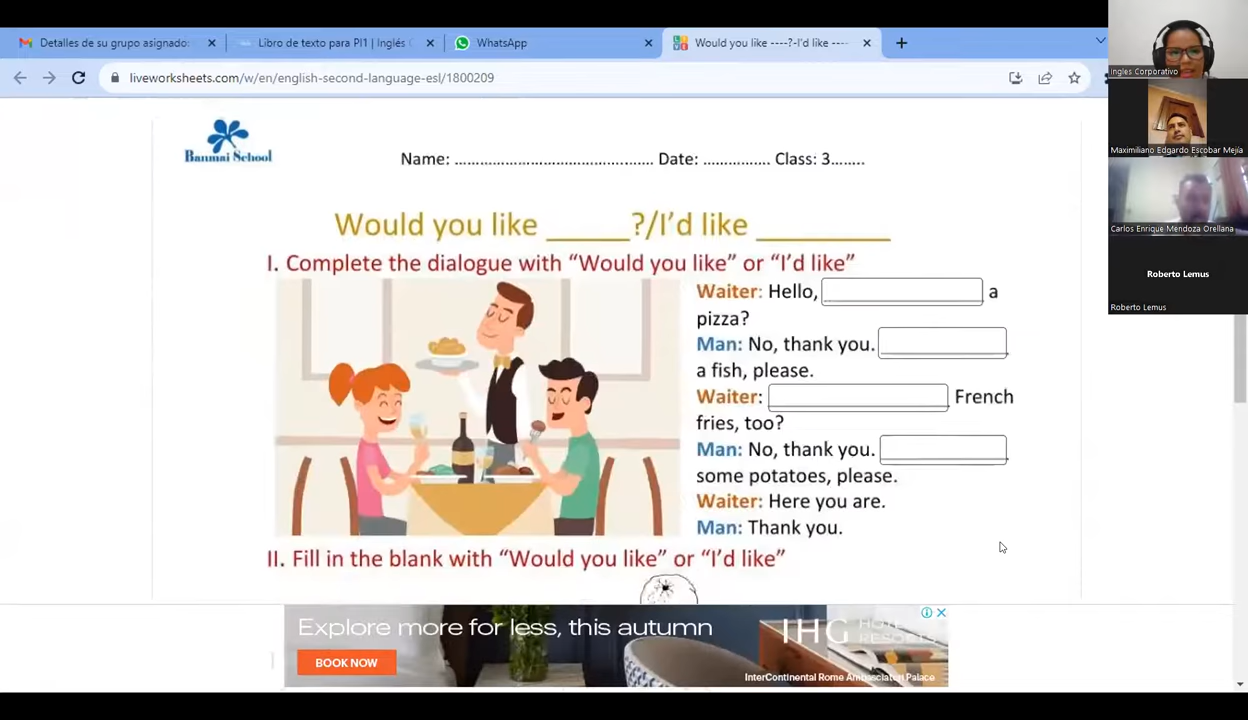 Detalles de su grupo asignado:
Libro de texto para PI1 | Inglés (
WhatsApp
Would you like ----?-I'd like ----
liveworksheets.com/w/en/english-second-language-esl/1800209
Ingles Corporativo
Maximiliano Edgardo Escobar Mejía
Carlos Enrique Mendoza Orellana
Roberto Lemus
Roberto Lemus
Banmai School
Name: ............................................ Date: ................ Class: 3........
Would you like _____?/I'd like ________
I. Complete the dialogue with “Would you like” or “I'd like”
Waiter: Hello, a
pizza?
Man: No, thank you.
a fish, please.
Waiter: French
fries, too?
Man: No, thank you.
some potatoes, please.
Waiter: Here you are.
Man: Thank you.
II. Fill in the blank with “Would you like” or “I'd like”
Explore more for less, this autumn
BOOK NOW
IHG HOTELS
RESORTS
InterContinental Rome Ambasciatori Palace